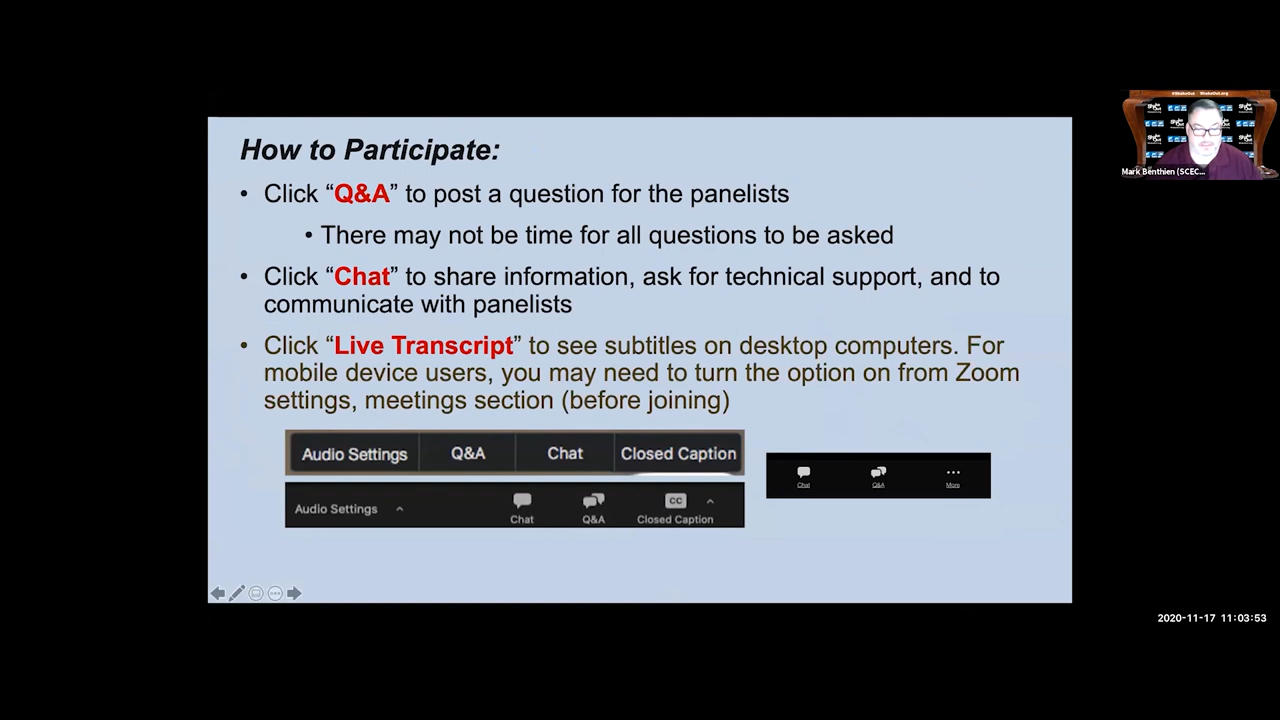 How to Participate:
• Click “Q&A” to post a question for the panelists
• There may not be time for all questions to be asked
• Click “Chat” to share information, ask for technical support, and to
communicate with panelists
• Click “Live Transcript” to see subtitles on desktop computers. For
mobile device users, you may need to turn the option on from Zoom
settings, meetings section (before joining)
Audio Settings Q&A Chat Closed Caption
Audio Settings Chat Q&A CC Closed Caption
Chat Q&A More
ShakeOut.org
Mark Benthien (SCEC...
2020-11-17 11:03:53